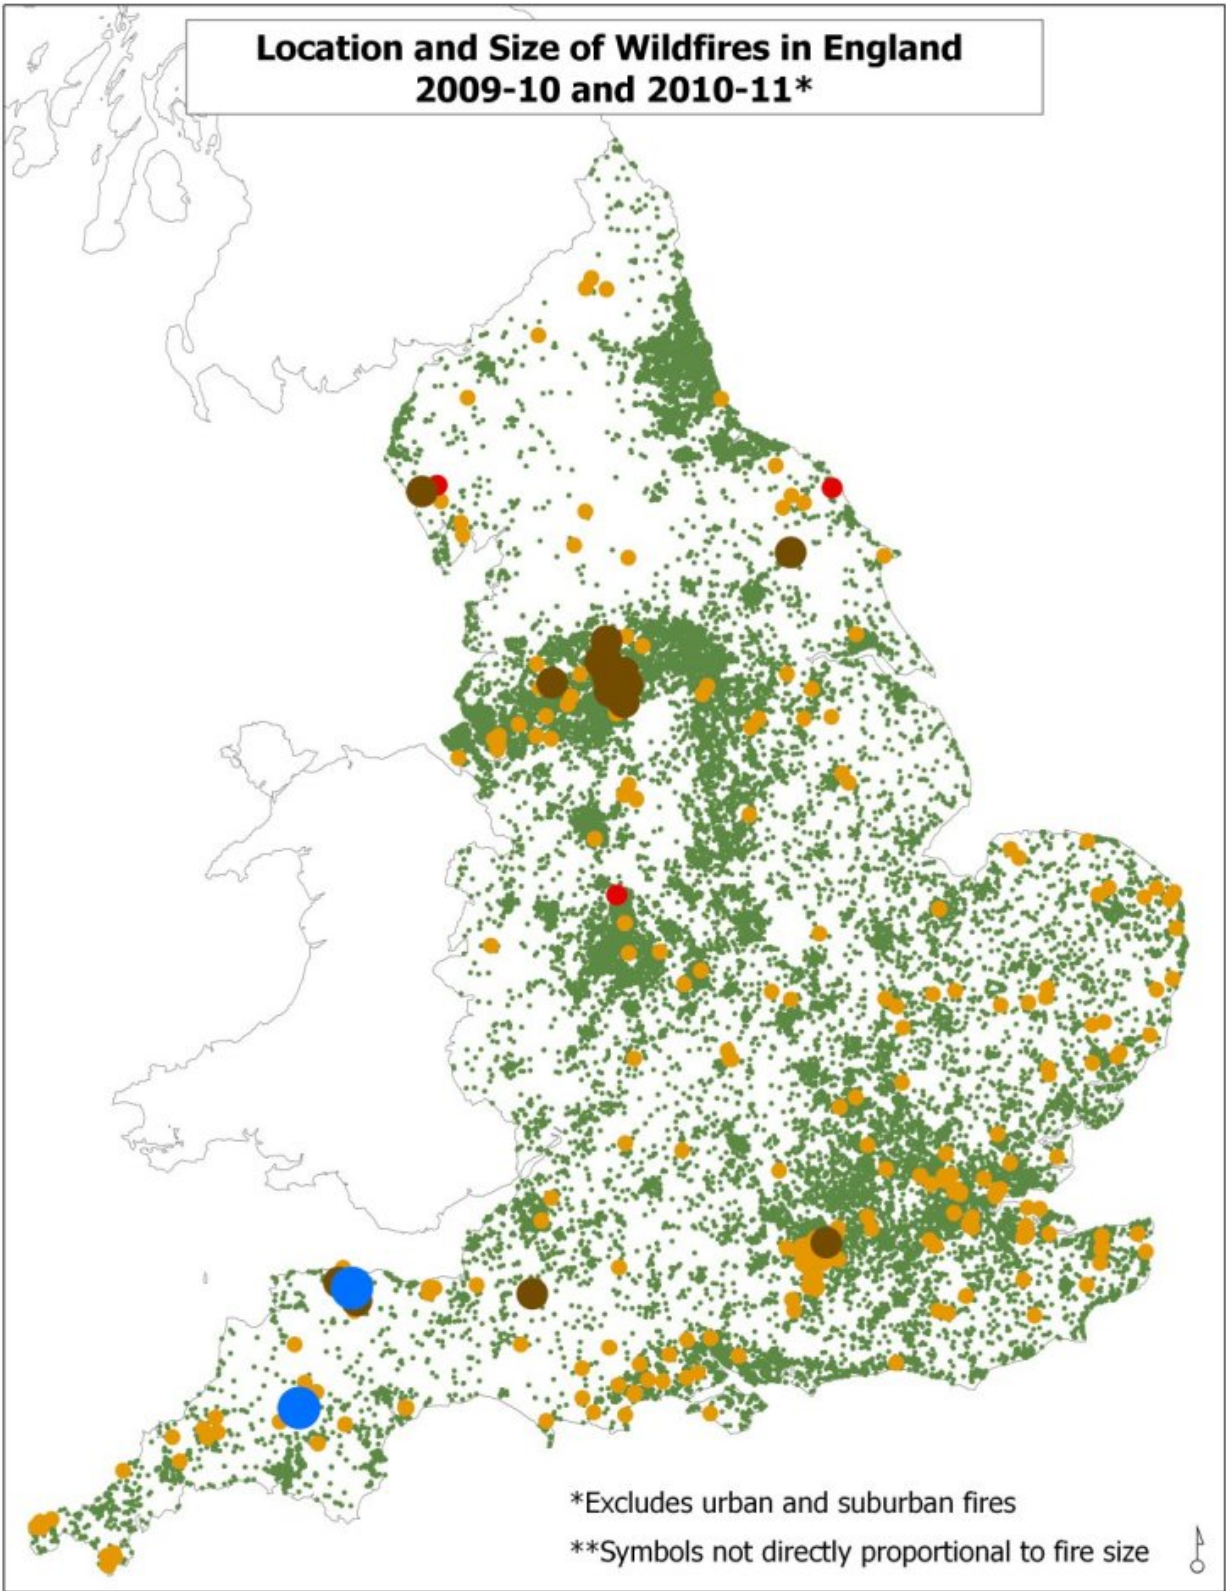 Location and Size of Wildfires in England
2009-10 and 2010-11*
*Excludes urban and suburban fires
**Symbols not directly proportional to fire size